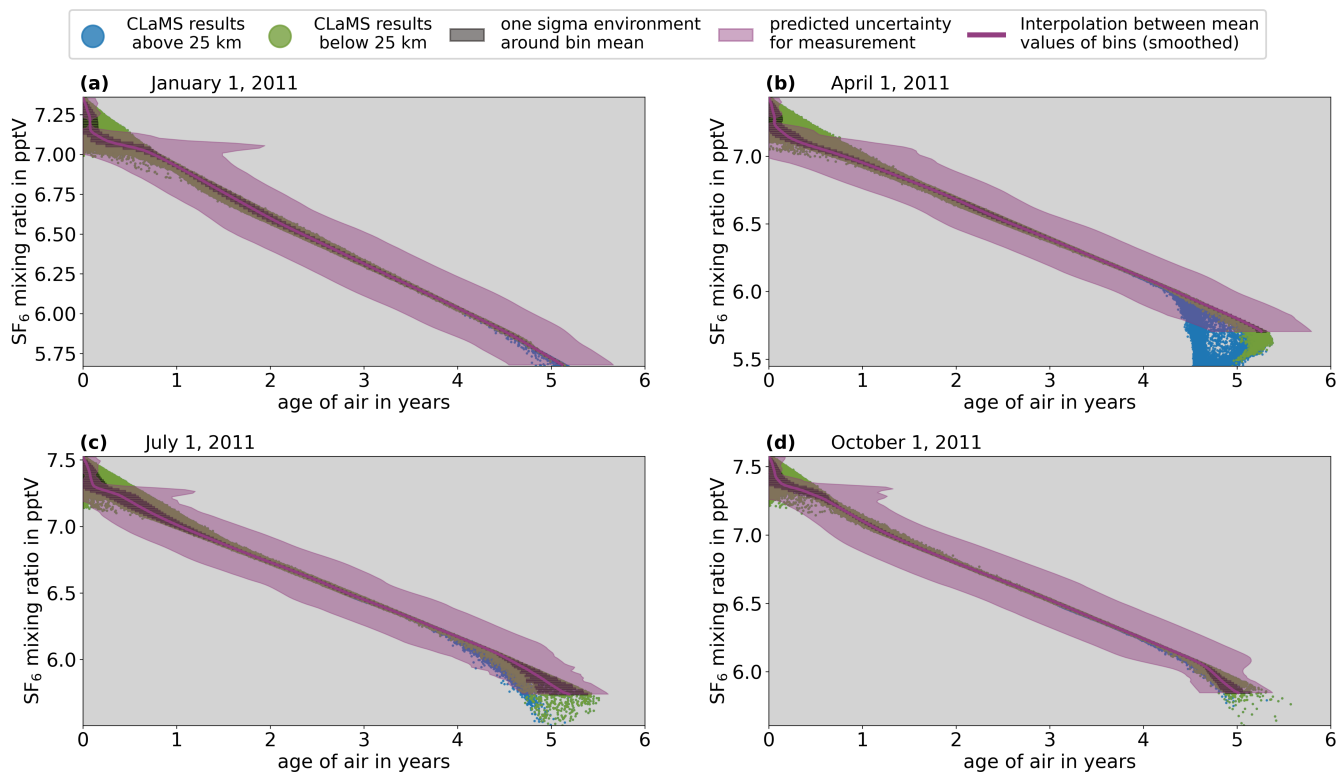 CLaMS results
above 25 km
CLaMS results
below 25 km
one sigma environment
around bin mean
predicted uncertainty
for measurement
Interpolation between mean
values of bins (smoothed)
(a) January 1, 2011
7.25
7.00
6.75
6.50
6.25
6.00
5.75
SF₆ mixing ratio in pptV
0 1 2 3 4 5 6
age of air in years
(b) April 1, 2011
7.0
6.5
6.0
5.5
SF₆ mixing ratio in pptV
0 1 2 3 4 5 6
age of air in years
(c) July 1, 2011
7.5
7.0
6.5
6.0
SF₆ mixing ratio in pptV
0 1 2 3 4 5 6
age of air in years
(d) October 1, 2011
7.5
7.0
6.5
6.0
SF₆ mixing ratio in pptV
0 1 2 3 4 5 6
age of air in years